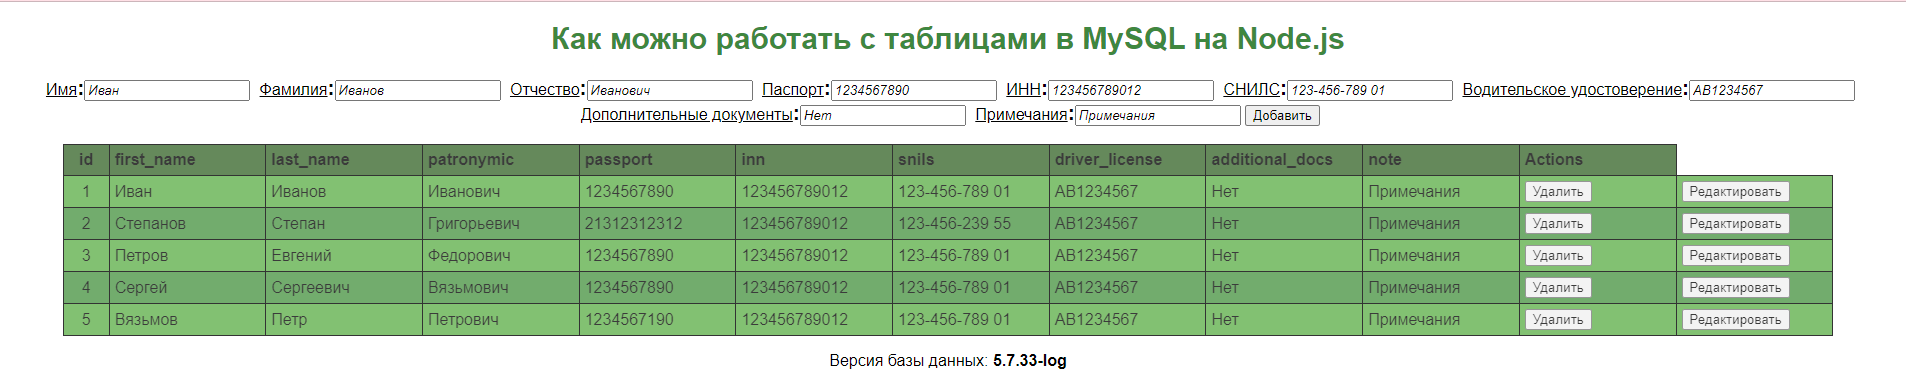 Как можно работать с таблицами в MySQL на Node.js
Имя: Иван Фамилия: Иванов Отчество: Иванович Паспорт: 1234567890 ИНН: 123456789012 СНИЛС: 123-456-789 01 Водительское удостоверение: AB1234567
Дополнительные документы: Нет Примечания: Примечания Добавить
id first_name last_name patronymic passport inn snils driver_license additional_docs note Actions
1 Иван Иванов Иванович 1234567890 123456789012 123-456-789 01 AB1234567 Нет Примечания Удалить Редактировать
2 Степанов Степан Григорьевич 21312312312 123456789012 123-456-239 55 AB1234567 Нет Примечания Удалить Редактировать
3 Петров Евгений Федорович 1234567890 123456789012 123-456-789 01 AB1234567 Нет Примечания Удалить Редактировать
4 Сергей Сергеевич Вязьмович 1234567890 123456789012 123-456-789 01 AB1234567 Нет Примечания Удалить Редактировать
5 Вязьмов Петр Петрович 1234567190 123456789012 123-456-789 01 AB1234567 Нет Примечания Удалить Редактировать
Версия базы данных: 5.7.33-log